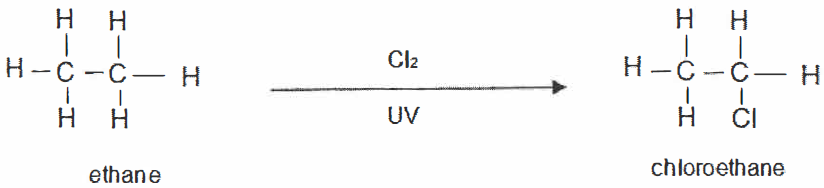 H H
H – C – C – H
H H
ethane
Cl₂
UV
H H
H – C – C – H
H Cl
chloroethane